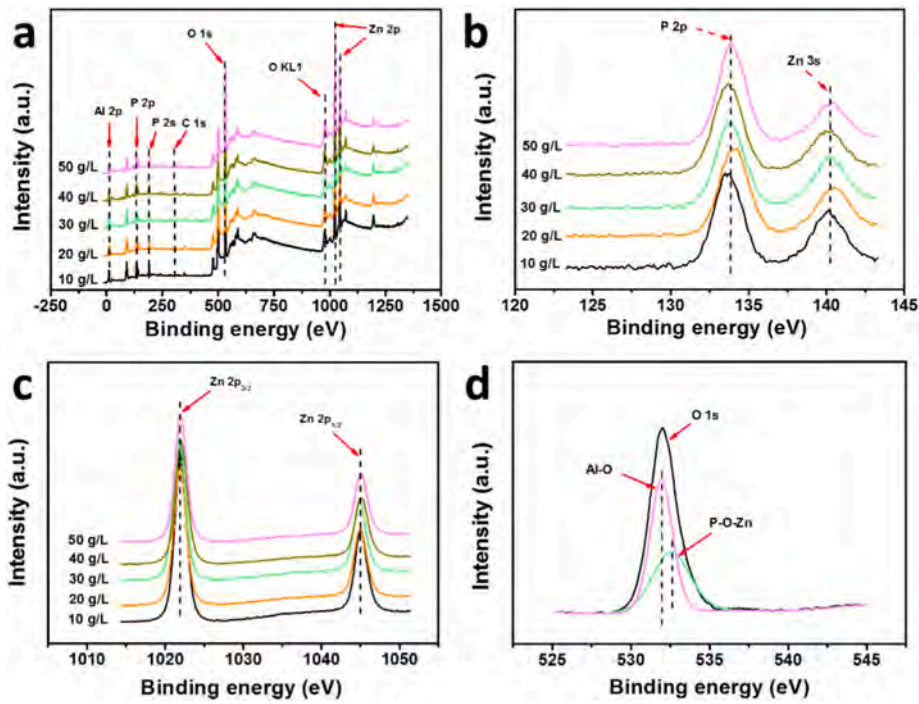 a
O 1s
Zn 2p
O KL1
Al 2p
P 2p
P 2s
C 1s
50 g/L
40 g/L
30 g/L
20 g/L
10 g/L
Intensity (a.u.)
-250 0 250 500 750 1000 1250 1500
Binding energy (eV)
b
P 2p
Zn 3s
50 g/L
40 g/L
30 g/L
20 g/L
10 g/L
Intensity (a.u.)
120 125 130 135 140 145
Binding energy (eV)
c
Zn 2p3/2
Zn 2p1/2
50 g/L
40 g/L
30 g/L
20 g/L
10 g/L
Intensity (a.u.)
1010 1020 1030 1040 1050
Binding energy (eV)
d
O 1s
Al-O
P-O-Zn
Intensity (a.u.)
525 530 535 540 545
Binding energy (eV)